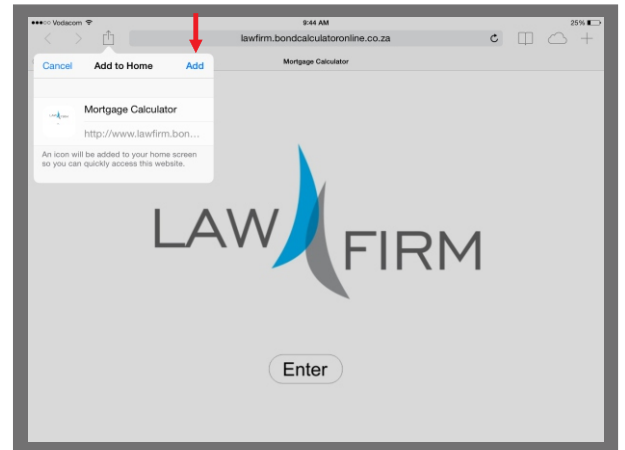 Vodacom
9:44 AM
25%
lawfirm.bondcalculatoronline.co.za
Cancel
Add to Home
Add
Mortgage Calculator
Mortgage Calculator
http://www.lawfirm.bon...
An icon will be added to your home screen
so you can quickly access this website.
LAW FIRM
Enter